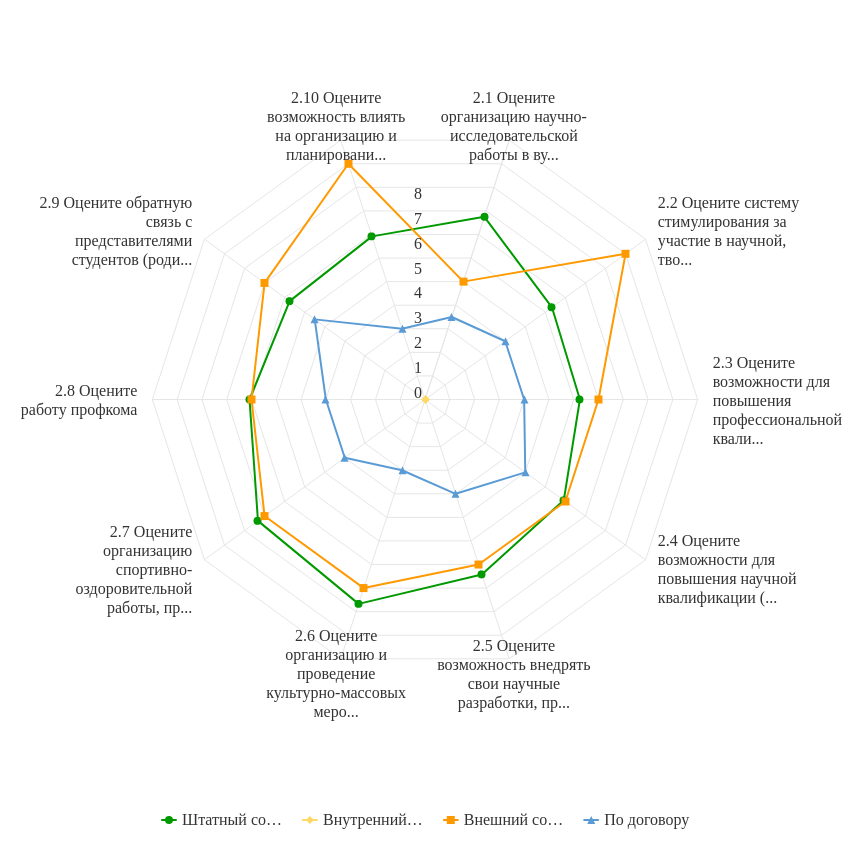 2.10 Оцените
возможность влиять
на организацию и
планировани...
2.1 Оцените
организацию научно-
исследовательской
работы в ву...
2.9 Оцените обратную
связь с
представителями
студентов (роди...
2.2 Оцените систему
стимулирования за
участие в научной,
тво...
8
7
6
5
4
3
2
1
0
2.8 Оцените
работу профкома
2.3 Оцените
возможности для
повышения
профессиональной
квали...
2.7 Оцените
организацию
спортивно-
оздоровительной
работы, пр...
2.4 Оцените
возможности для
повышения научной
квалификации (...
2.6 Оцените
организацию и
проведение
культурно-массовых
меро...
2.5 Оцените
возможность внедрять
свои научные
разработки, пр...
Штатный со… Внутренний… Внешний со… По договору